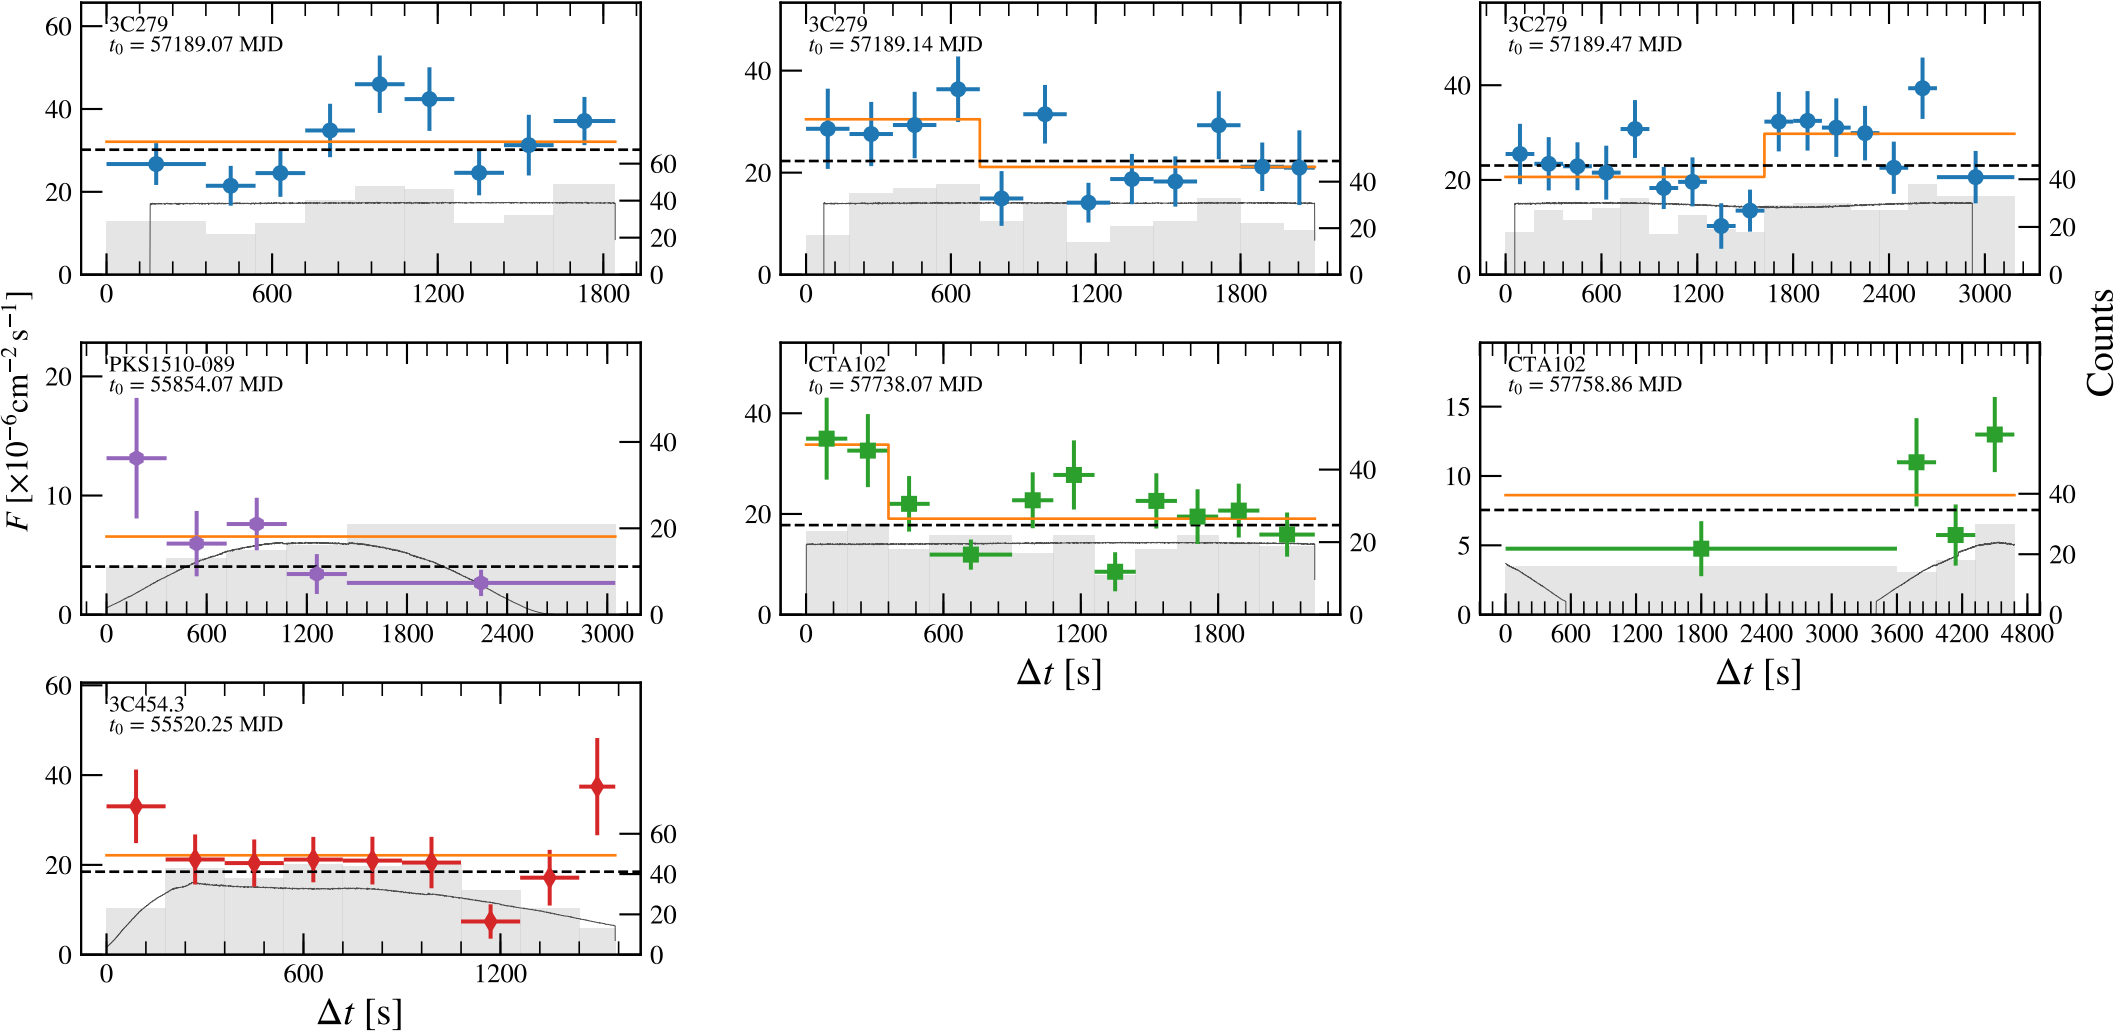 3C279
t₀ = 57189.07 MJD
60
40
20
0
60
40
20
0
0 600 1200 1800
3C279
t₀ = 57189.14 MJD
40
20
0
40
20
0
0 600 1200 1800
3C279
t₀ = 57189.47 MJD
40
20
0
40
20
0
0 600 1200 1800 2400 3000
F [×10⁻⁶cm⁻² s⁻¹]
Counts
PKS1510-089
t₀ = 55854.07 MJD
20
10
0
40
20
0
0 600 1200 1800 2400 3000
CTA102
t₀ = 57738.07 MJD
40
20
0
40
20
0
0 600 1200 1800
Δt [s]
CTA102
t₀ = 57758.86 MJD
15
10
5
0
40
20
0
0 600 1200 1800 2400 3000 3600 4200 4800
Δt [s]
3C454.3
t₀ = 55520.25 MJD
60
40
20
0
60
40
20
0
0 600 1200
Δt [s]